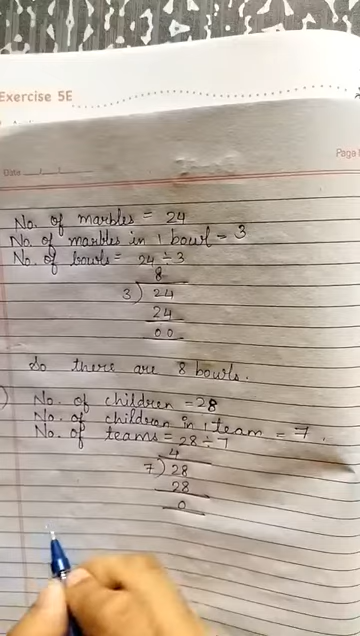 Exercise 5E
Page
Date
No. of marbles = 24
No. of marbles in 1 bowl = 3
No. of bowls = 24 ÷ 3
8
3 ) 24
24
00
So there are 8 bowls.
) No. of children = 28
No. of children in 1 team = 7.
No. of teams = 28 ÷ 7
4
7 ) 28
28
0